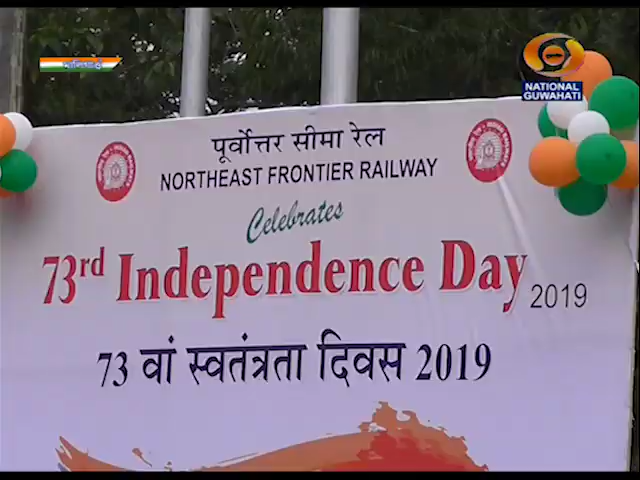 NATIONAL
GUWAHATI
पूर्वोत्तर सीमा रेल
NORTHEAST FRONTIER RAILWAY
Celebrates
73rd Independence Day 2019
73 वां स्वतंत्रता दिवस 2019